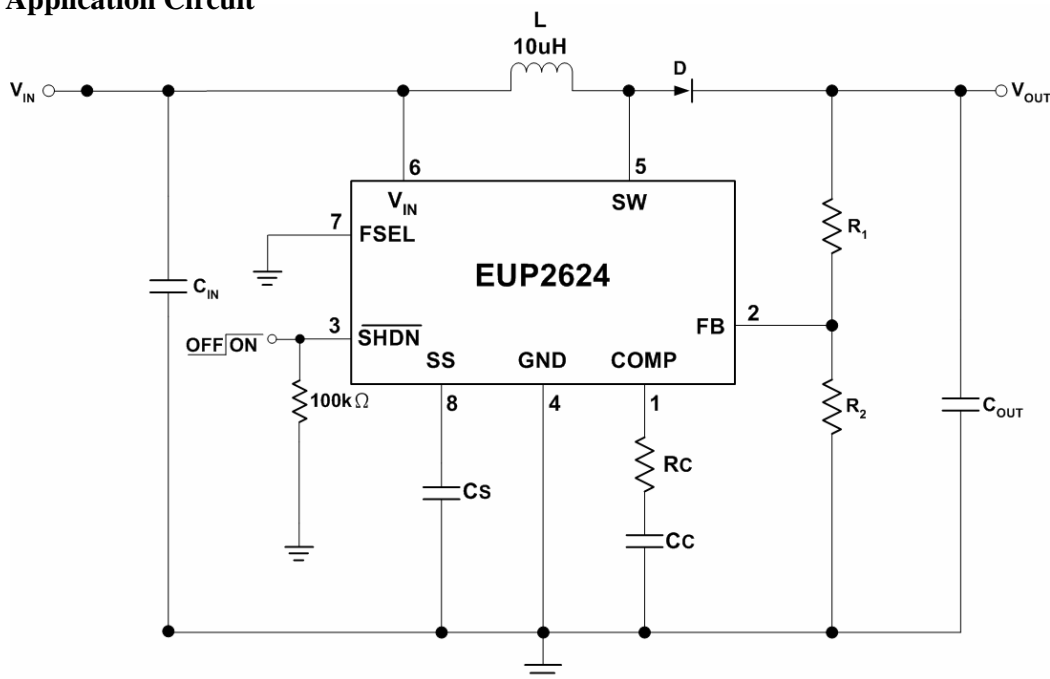 Application Circuit
L
10uH
D
VIN
VOUT
6
5
VIN
SW
7
FSEL
R1
EUP2624
CIN
2
FB
3
SHDN
OFF ON
SS
GND
COMP
100kΩ
8
4
1
R2
COUT
RC
CS
CC